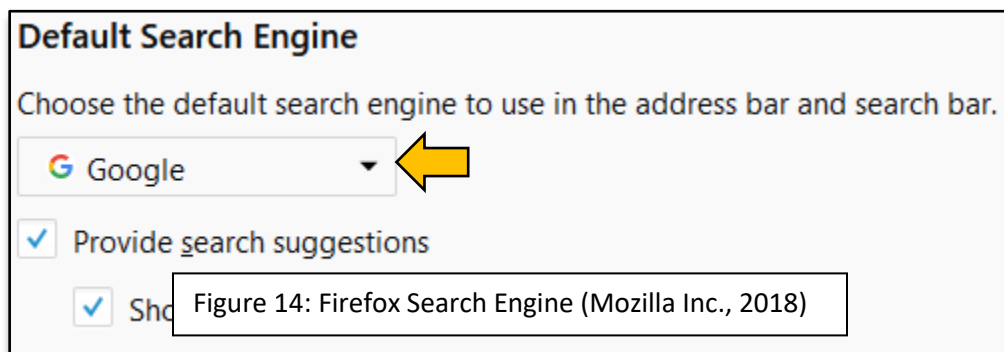 Default Search Engine
Choose the default search engine to use in the address bar and search bar.
Google
Provide search suggestions
Figure 14: Firefox Search Engine (Mozilla Inc., 2018)